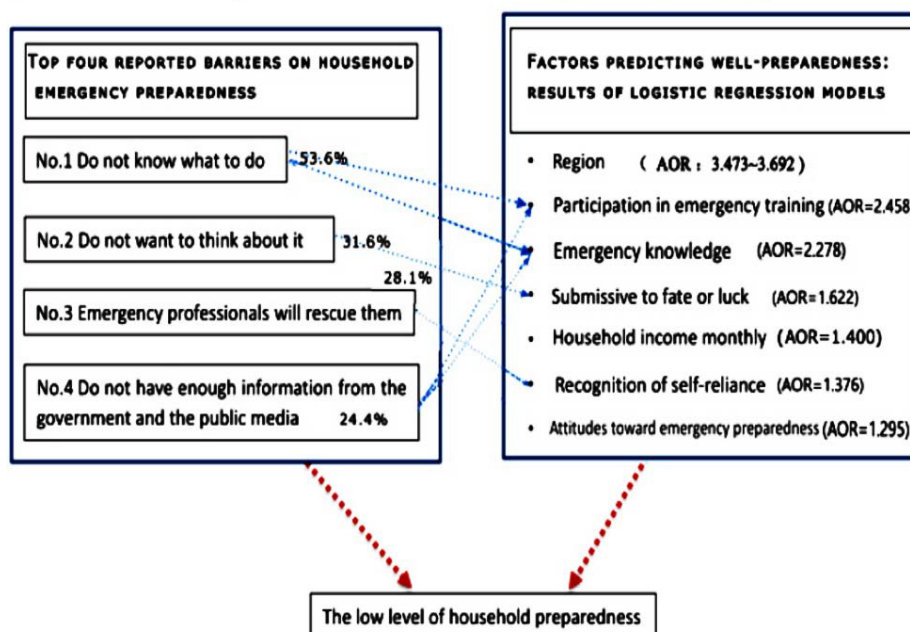 TOP FOUR REPORTED BARRIERS ON HOUSEHOLD
EMERGENCY PREPAREDNESS
No.1 Do not know what to do
53.6%
No.2 Do not want to think about it
31.6%
28.1%
No.3 Emergency professionals will rescue them
No.4 Do not have enough information from the
government and the public media 24.4%
FACTORS PREDICTING WELL-PREPAREDNESS:
RESULTS OF LOGISTIC REGRESSION MODELS
• Region ( AOR : 3.473~3.692)
• Participation in emergency training (AOR=2.458
• Emergency knowledge (AOR=2.278)
• Submissive to fate or luck (AOR=1.622)
• Household income monthly (AOR=1.400)
• Recognition of self-reliance (AOR=1.376)
• Attitudes toward emergency preparedness (AOR=1.295)
The low level of household preparedness